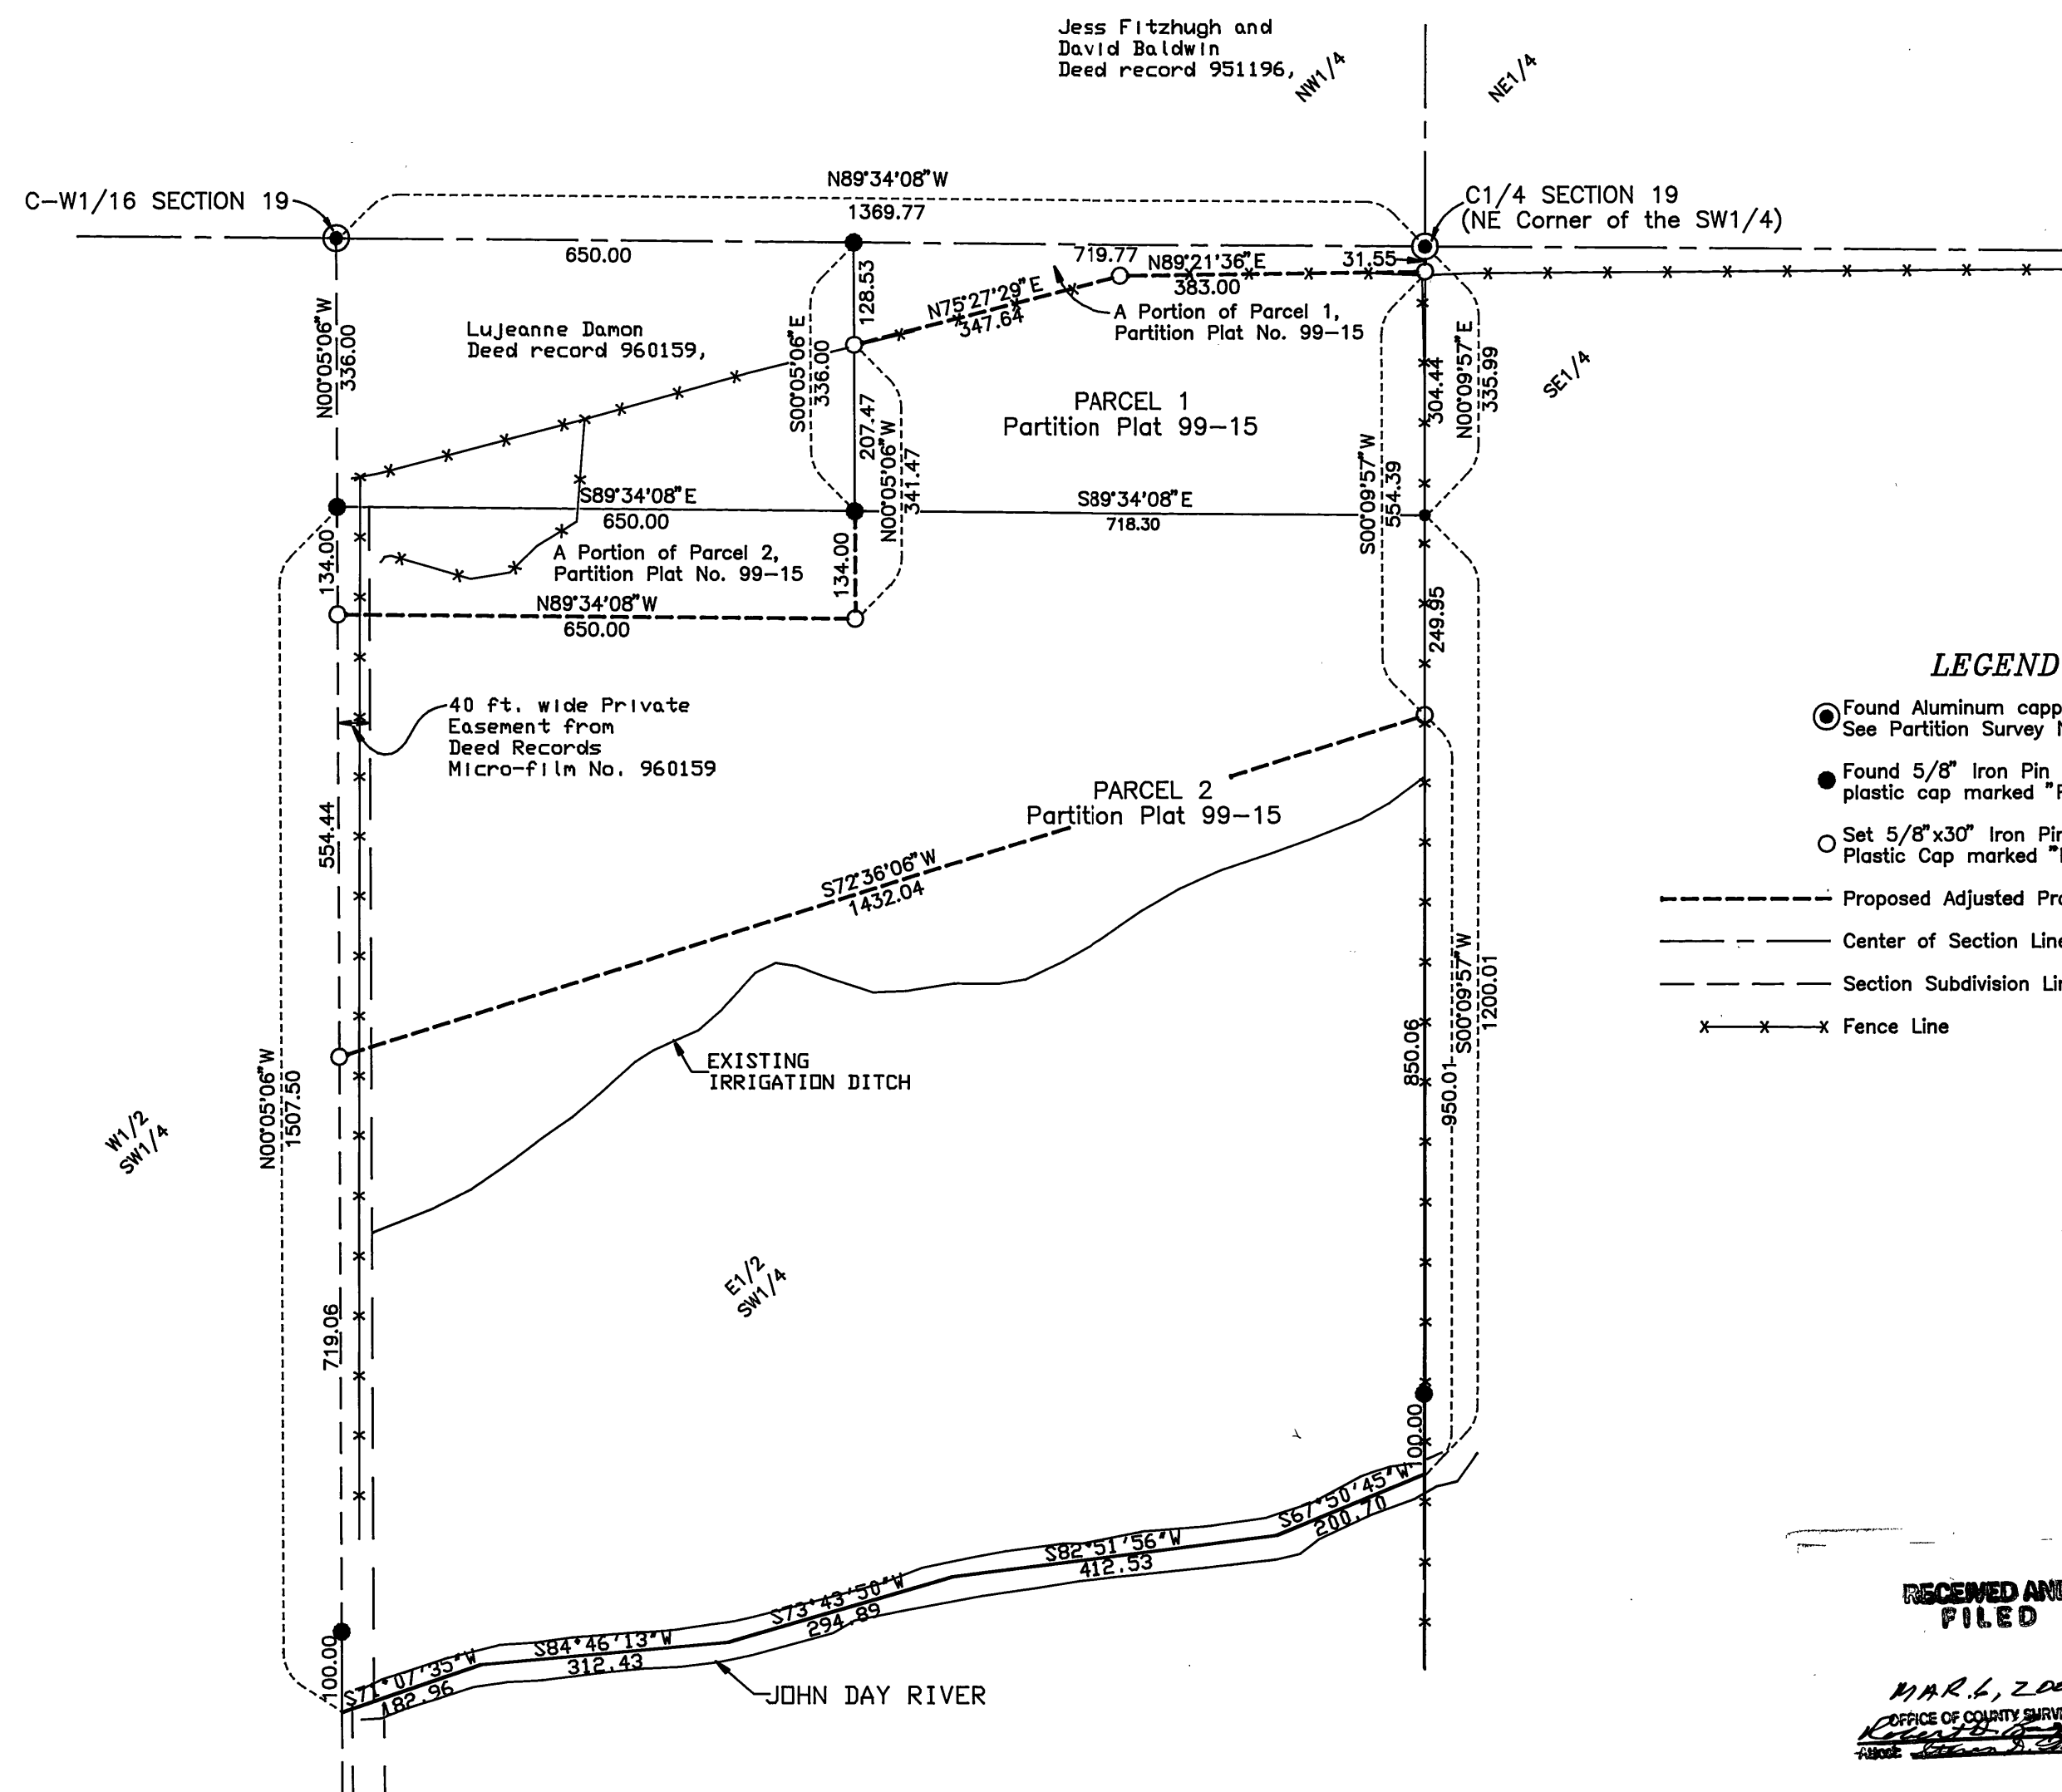 Jess Fitzhugh and
David Baldwin
Deed record 951196,
NW1/4
NE1/4
N89°34'08"W
1369.77
C-W1/16 SECTION 19
C1/4 SECTION 19
(NE Corner of the SW1/4)
650.00
719.77
N89°21'36"E
383.00
31.55
128.53
N75°27'29"E
347.64
A Portion of Parcel 1,
Partition Plat No. 99-15
N00°05'06"W
336.00
Lujeanne Damon
Deed record 960159,
S00°05'06"E
336.00
207.47
N00°05'06"W
341.47
PARCEL 1
Partition Plat 99-15
304.44
N00°09'57"E
335.99
SE1/4
S00°09'57"W
554.39
S89°34'08"E
650.00
S89°34'08"E
718.30
134.00
A Portion of Parcel 2,
Partition Plat No. 99-15
134.00
N89°34'08"W
650.00
249.95
40 ft. wide Private
Easement from
Deed Records
Micro-film No. 960159
554.44
PARCEL 2
Partition Plat 99-15
S72°36'06"W
1432.04
LEGEND
Found Aluminum capp
See Partition Survey
Found 5/8" Iron Pin
plastic cap marked
Set 5/8"x30" Iron Pin
Plastic Cap marked
Proposed Adjusted Pro
Center of Section Line
Section Subdivision Lin
Fence Line
850.06
S00°09'57"W
1200.01
950.01
EXISTING
IRRIGATION DITCH
N00°05'06"W
1507.50
W1/2
SW1/4
E1/2
SW1/4
719.06
100.00
S67°50'45"W
200.70
S82°51'56"W
412.53
S73°43'50"W
294.89
S84°46'13"W
312.43
S71°07'35"W
182.96
100.00
JOHN DAY RIVER
RECEIVED AND
FILED
MAR. 6,
OFFICE OF COUNTY SURVE